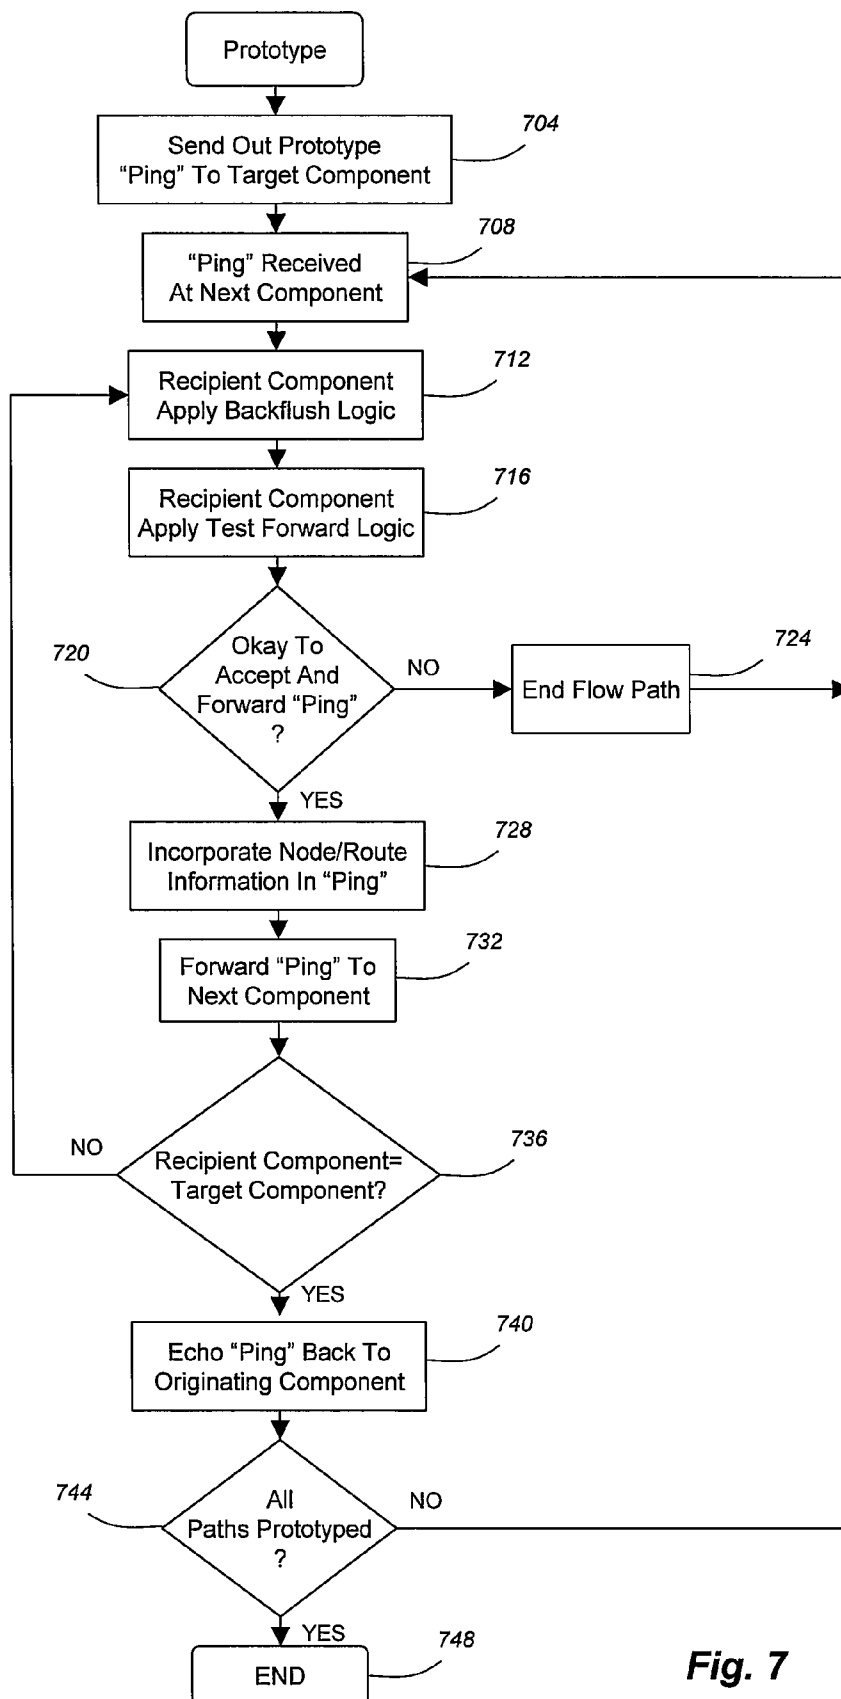 Prototype
704
Send Out Prototype
“Ping” To Target Component
708
“Ping” Received
At Next Component
712
Recipient Component
Apply Backflush Logic
716
Recipient Component
Apply Test Forward Logic
720
Okay To
Accept And
Forward “Ping”
?
NO
724
End Flow Path
YES
728
Incorporate Node/Route
Information In “Ping”
732
Forward “Ping” To
Next Component
NO
736
Recipient Component=
Target Component?
YES
740
Echo “Ping” Back To
Originating Component
744
All
Paths Prototyped
?
NO
YES
748
END
Fig. 7